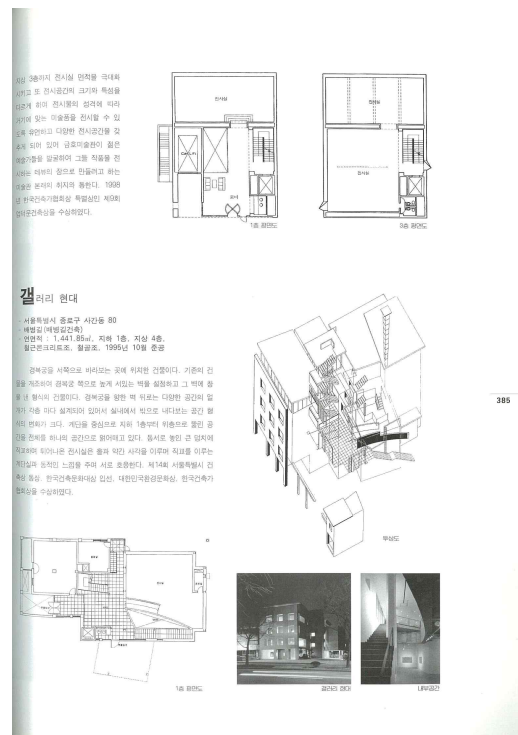 지상 3층까지 전시실 면적을 극대화
시키고 또 전시공간의 크기와 특성을
다르게 하여 전시물의 성격에 따라
거기에 맞는 미술품을 전시할 수 있
도록 유연하고 다양한 전시공간을 갖
추게 되어 있어 금호미술관이 젊은
예술가들을 발굴하여 그들 작품을 전
시하는 데뷔의 장으로 만들려고 하는
미술관 본래의 취지와 통한다. 1998
년 한국건축가협회상 특별상인 제9회
엄덕문건축상을 수상하였다.
전시실
로비
1층 평면도
전시실
전시실
3층 평면도
갤러리 현대
· 서울특별시 종로구 사간동 80
· 배병길(배병길건축)
· 연면적 : 1,441.85㎡, 지하 1층, 지상 4층,
철근콘크리트조, 철골조, 1995년 10월 준공
경복궁을 서쪽으로 바라보는 곳에 위치한 건물이다. 기존의 건
물을 개조하여 경복궁 쪽으로 높게 서있는 벽을 설정하고 그 벽에 창
을 낸 형식의 건물이다. 경복궁을 향한 벽 뒤로는 다양한 공간의 얼
개가 각층 마다 설계되어 있어서 실내에서 밖으로 내다보는 공간 형
식의 변화가 크다. 계단을 중심으로 지하 1층부터 위층으로 뚫린 공
간을 전체를 하나의 공간으로 묶어매고 있다. 동서로 놓인 큰 덩치에
직교하며 튀어나온 전시실은 홀과 약간 사각을 이루며 직교를 이루는
계단실과 동적인 느낌을 주며 서로 호응한다. 제14회 서울특별시 건
축상 동상, 한국건축문화대상 입선, 대한민국환경문화상, 한국건축가
협회상을 수상하였다.
385
투상도
전시실
1층 평면도
갤러리 현대
내부공간